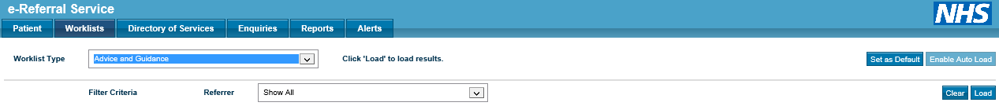 e-Referral Service
NHS
Patient Worklists Directory of Services Enquiries Reports Alerts
Worklist Type Advice and Guidance Click 'Load' to load results. Set as Default Enable Auto Load
Filter Criteria Referrer Show All Clear Load